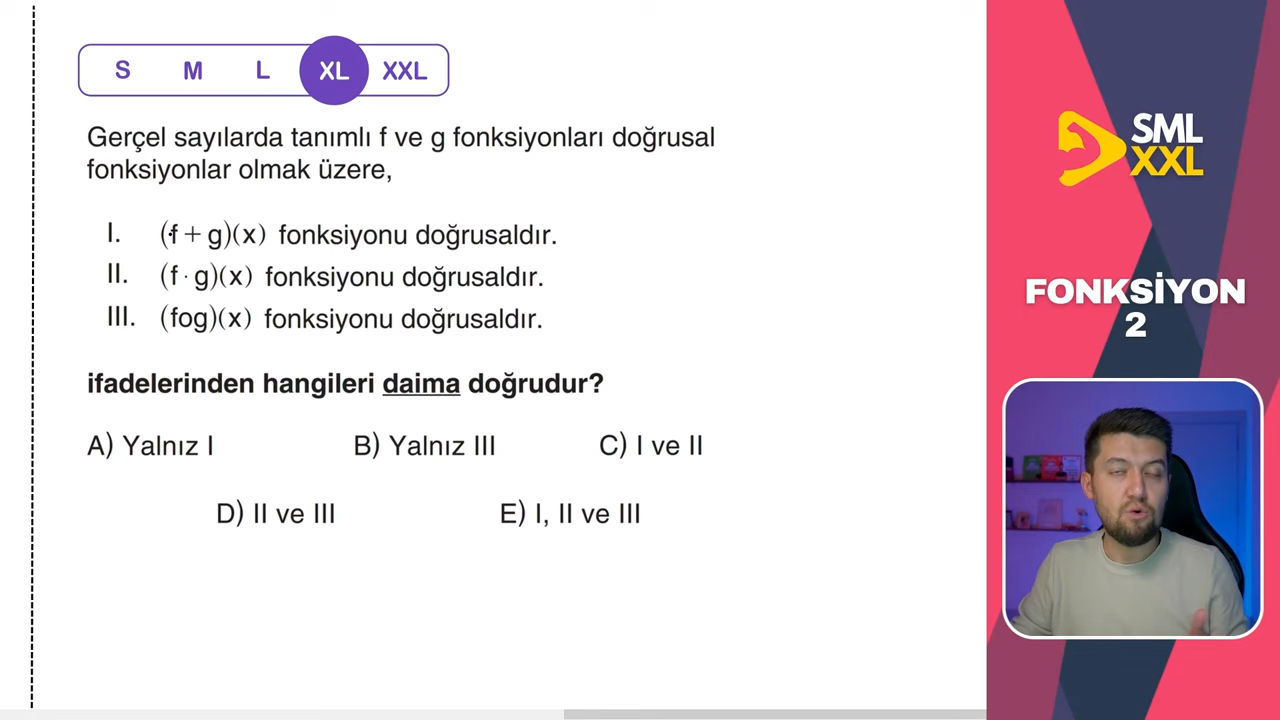 S M L XL XXL
Gerçel sayılarda tanımlı f ve g fonksiyonları doğrusal
fonksiyonlar olmak üzere,
I. (f + g)(x) fonksiyonu doğrusaldır.
II. (f · g)(x) fonksiyonu doğrusaldır.
III. (fog)(x) fonksiyonu doğrusaldır.
ifadelerinden hangileri daima doğrudur?
A) Yalnız I B) Yalnız III C) I ve II
D) II ve III E) I, II ve III
SML
XXL
FONKSİYON
2